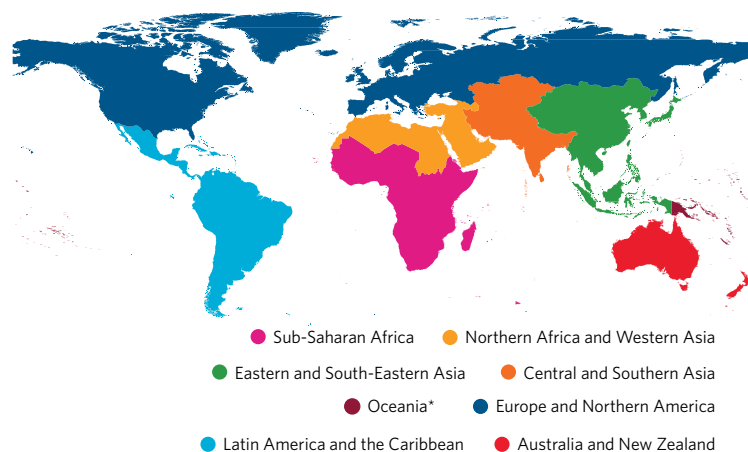 Sub-Saharan Africa Northern Africa and Western Asia
Eastern and South-Eastern Asia Central and Southern Asia
Oceania* Europe and Northern America
Latin America and the Caribbean Australia and New Zealand